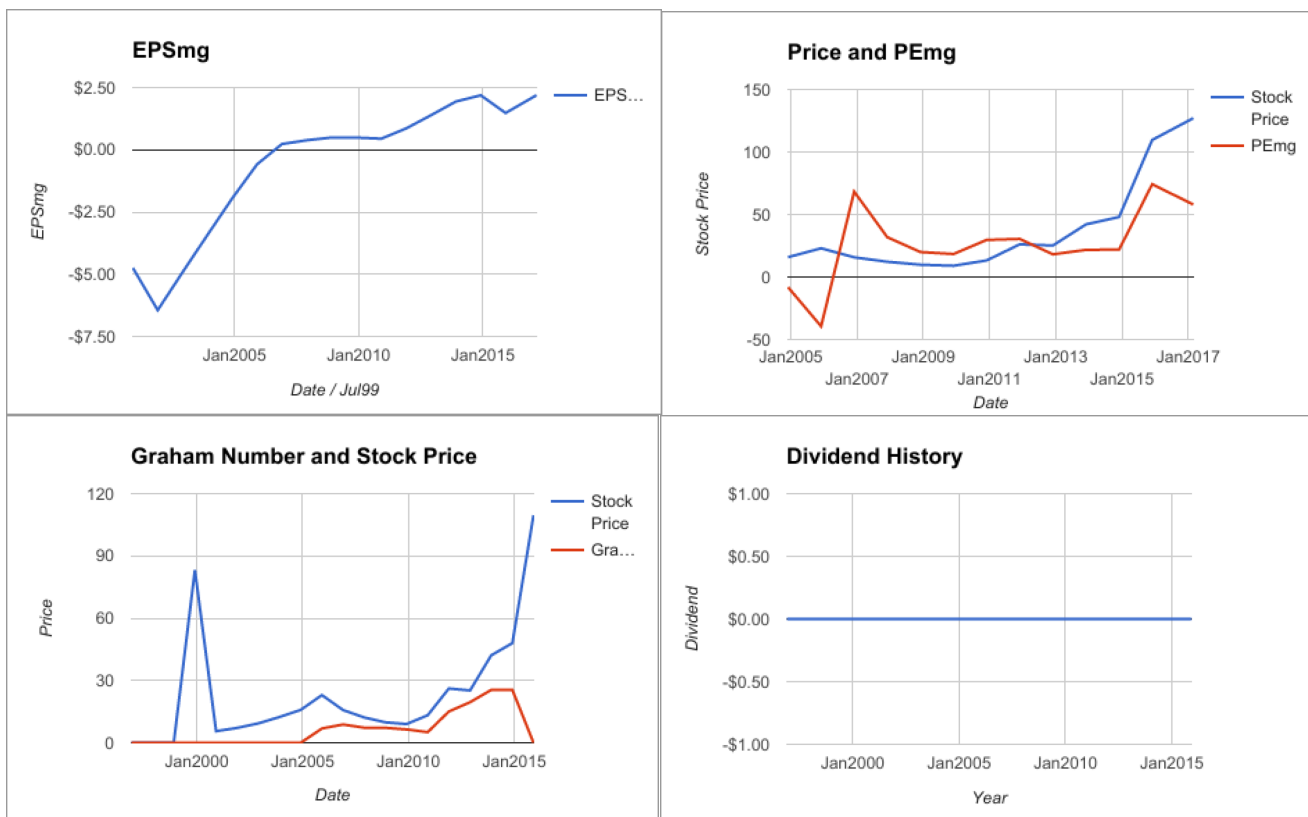 EPSmg
$2.50
$0.00
-$2.50
-$5.00
-$7.50
EPSmg
Jan2005 Jan2010 Jan2015
Date / Jul99
EPS…
Price and PEmg
150
100
50
0
-50
Stock Price
Jan2005 Jan2009 Jan2013 Jan2017
Jan2007 Jan2011 Jan2015
Date
Stock
Price
PEmg
Graham Number and Stock Price
120
90
60
30
0
Price
Jan2000 Jan2005 Jan2010 Jan2015
Date
Stock
Price
Gra…
Dividend History
$1.00
$0.50
$0.00
-$0.50
-$1.00
Dividend
Jan2000 Jan2005 Jan2010 Jan2015
Year